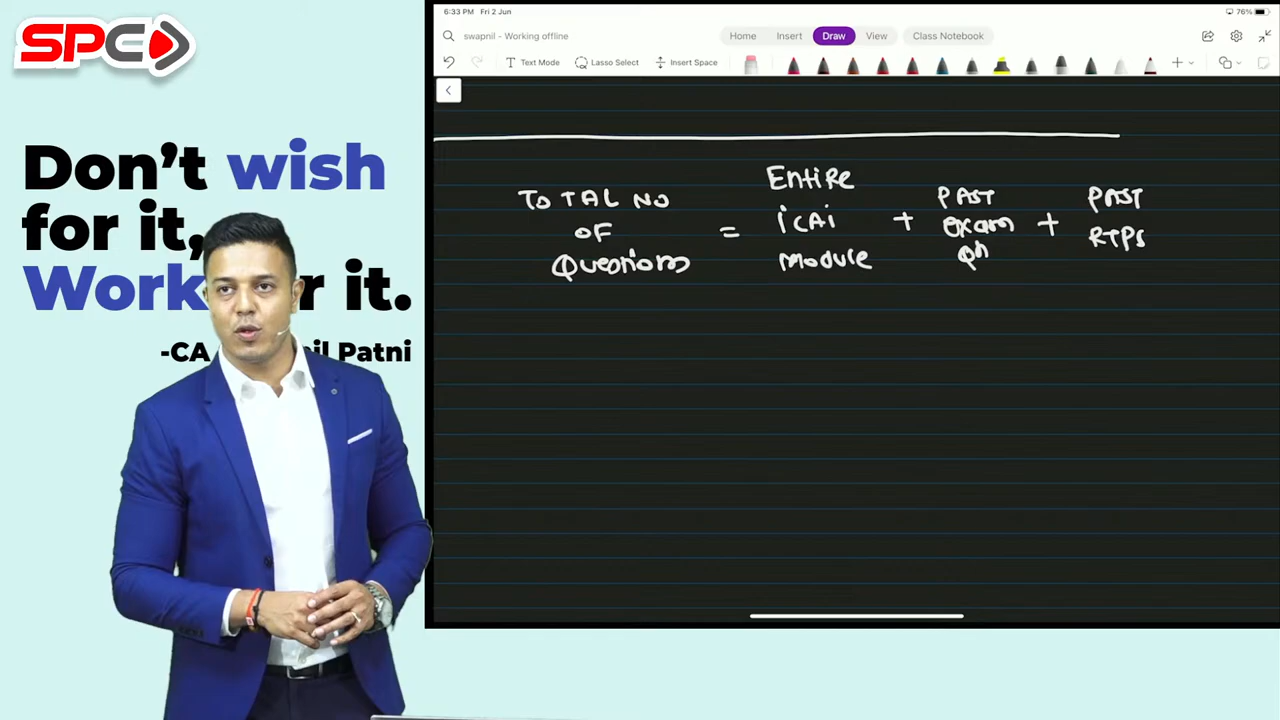 SPC
Don't wish
for it,
Work r it.
-CA il Patni
6:33 PM Fri 2 Jun
76%
swapnil - Working offline
Home Insert Draw View Class Notebook
Text Mode Lasso Select Insert Space
TOTAL NO
OF
Questions
=
Entire
ICAI
module
+
PAST
exam
Qn
+
PAST
RTPs